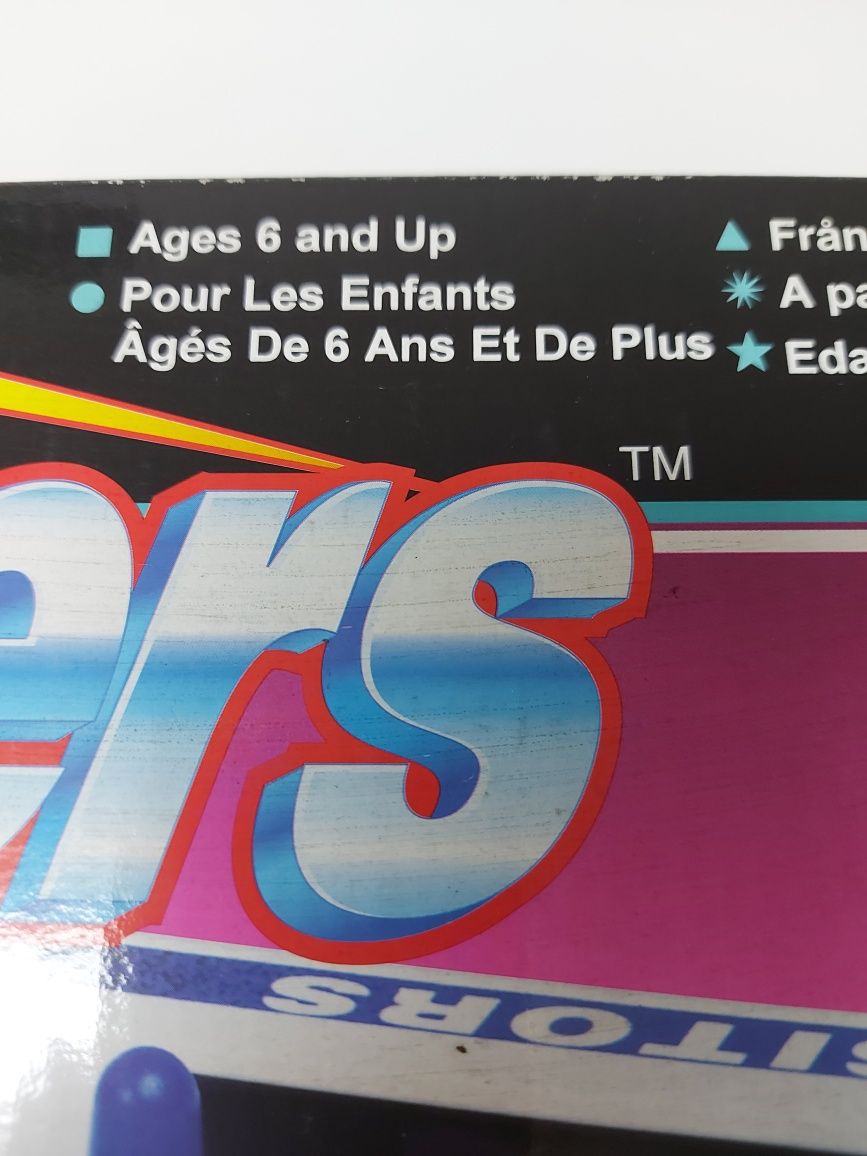 Ages 6 and Up
Pour Les Enfants
Âgés De 6 Ans Et De Plus
Från
A pa
Eda
TM
ers
SITORS